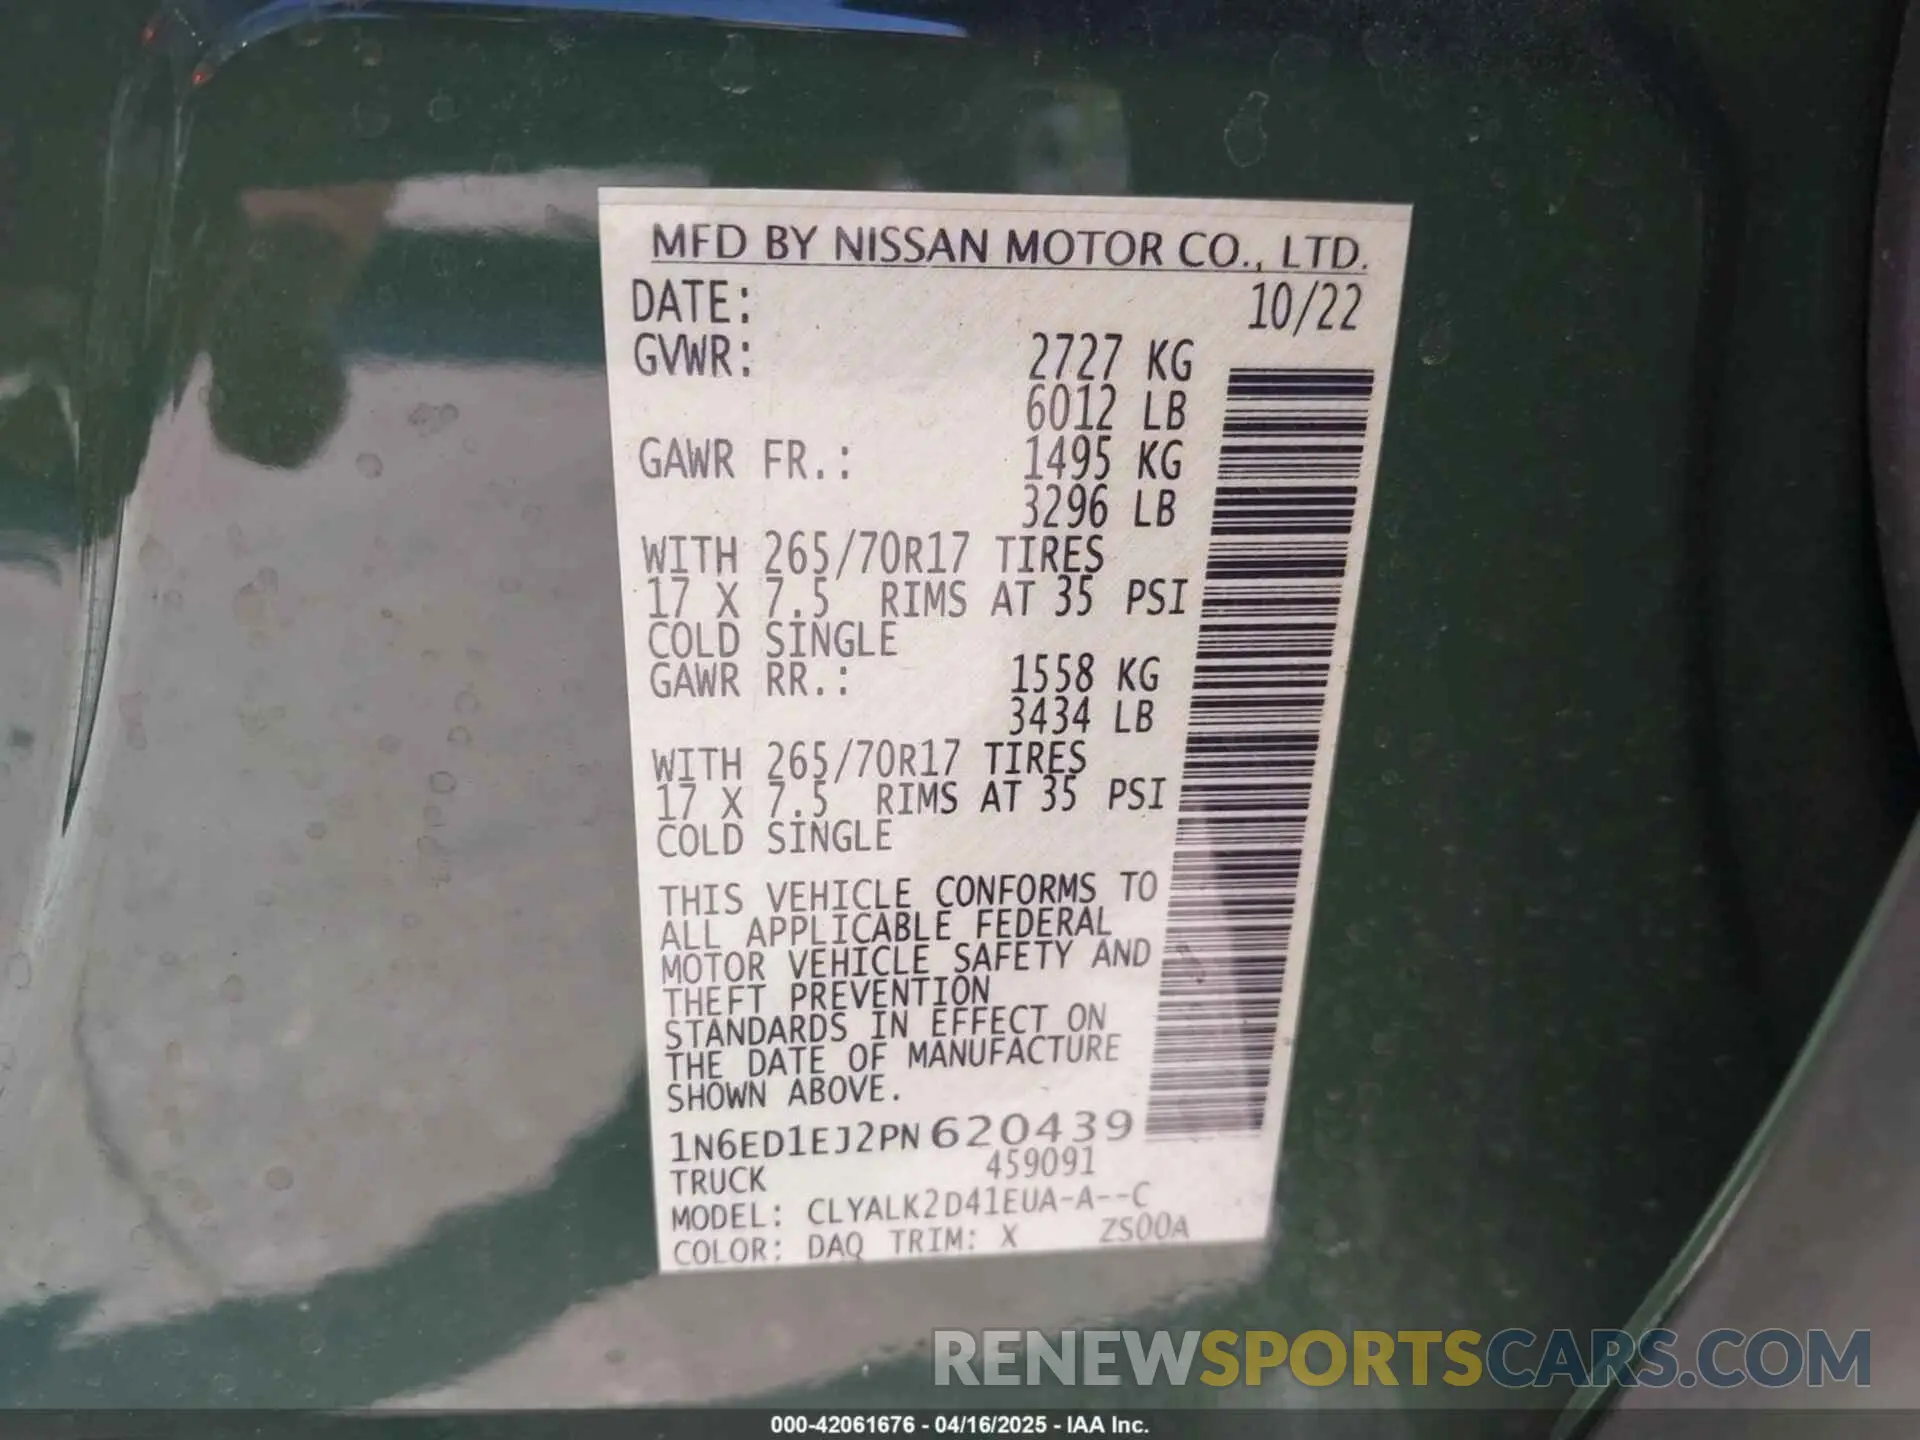 MFD BY NISSAN MOTOR CO., LTD.
DATE: 10/22
GVWR: 2727 KG
6012 LB
GAWR FR.: 1495 KG
3296 LB
WITH 265/70R17 TIRES
17 X 7.5 RIMS AT 35 PSI
COLD SINGLE
GAWR RR.: 1558 KG
3434 LB
WITH 265/70R17 TIRES
17 X 7.5 RIMS AT 35 PSI
COLD SINGLE
THIS VEHICLE CONFORMS TO
ALL APPLICABLE FEDERAL
MOTOR VEHICLE SAFETY AND
THEFT PREVENTION
STANDARDS IN EFFECT ON
THE DATE OF MANUFACTURE
SHOWN ABOVE.
1N6ED1EJ2PN620439
TRUCK 459091
MODEL: CLYALK2D41EUA-A--C
COLOR: DAQ TRIM: X ZS00A
RENEWSPORTSCARS.COM
000-42061676 - 04/16/2025 - IAA Inc.